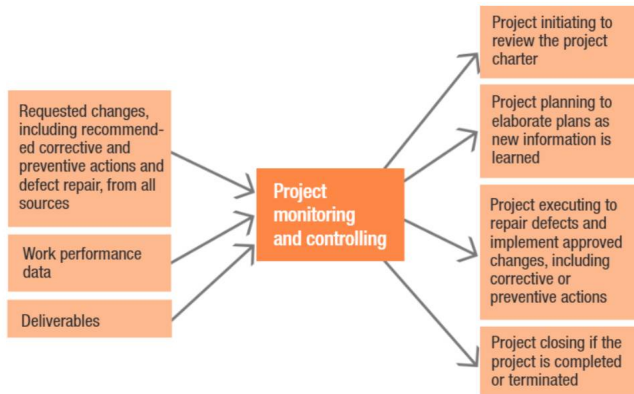 Requested changes,
including recommend-
ed corrective and
preventive actions and
defect repair, from all
sources
Work performance
data
Deliverables
Project
monitoring
and controlling
Project initiating to
review the project
charter
Project planning to
elaborate plans as
new information is
learned
Project executing to
repair defects and
implement approved
changes, including
corrective or
preventive actions
Project closing if the
project is completed
or terminated